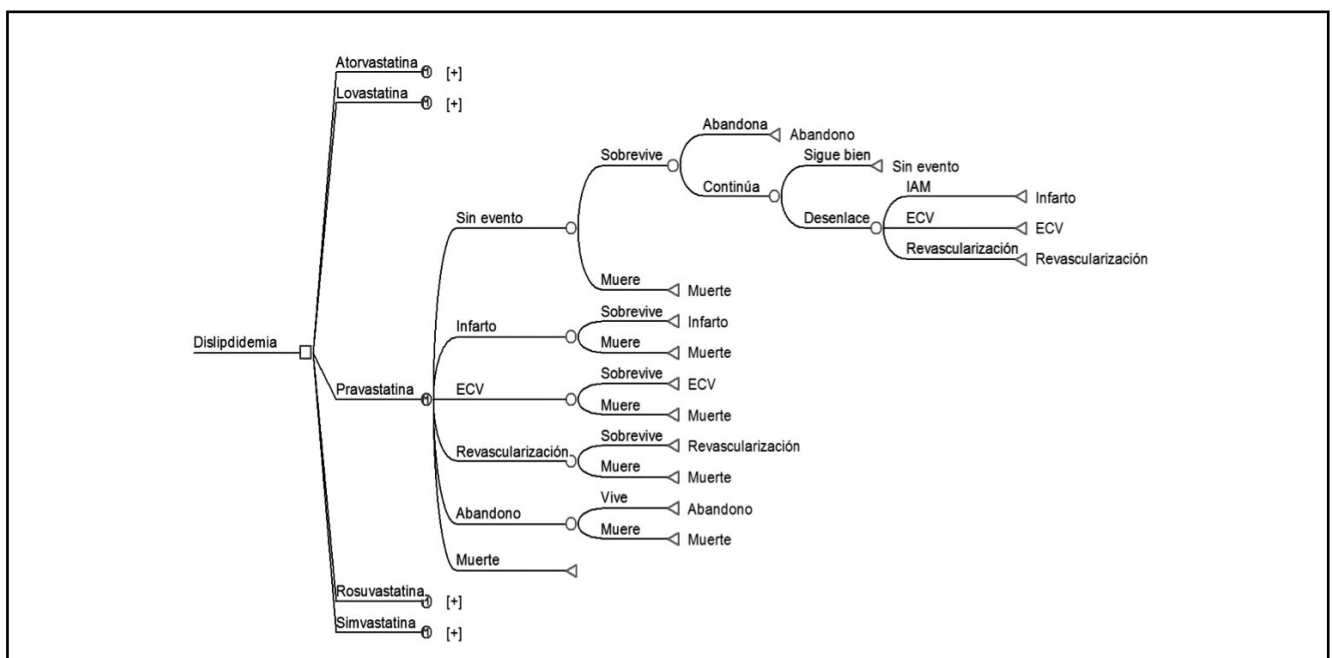 Atorvastatina
[+]
Lovastatina
[+]
Abandona
Abandono
Sobrevive
Sigue bien
Sin evento
Continúa
IAM
Infarto
Desenlace
ECV
ECV
Revascularización
Revascularización
Sin evento
Muere
Muerte
Dislipdidemia
Infarto
Sobrevive
Infarto
Muere
Muerte
Pravastatina
ECV
Sobrevive
ECV
Muere
Muerte
Revascularización
Sobrevive
Revascularización
Muere
Muerte
Abandono
Vive
Abandono
Muere
Muerte
Muerte
Rosuvastatina
[+]
Simvastatina
[+]